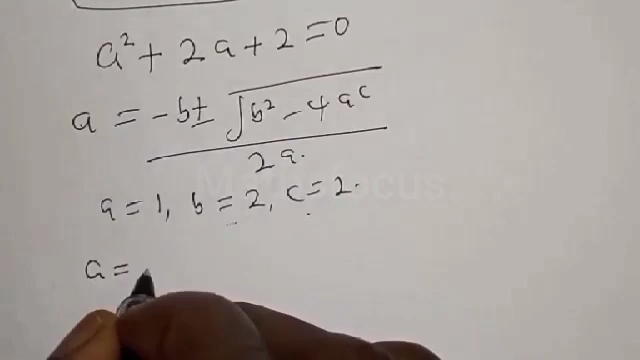 a² + 2a + 2 = 0
a = -b ± √b² - 4ac / 2a.
a = 1, b = 2, c = 2.
a =